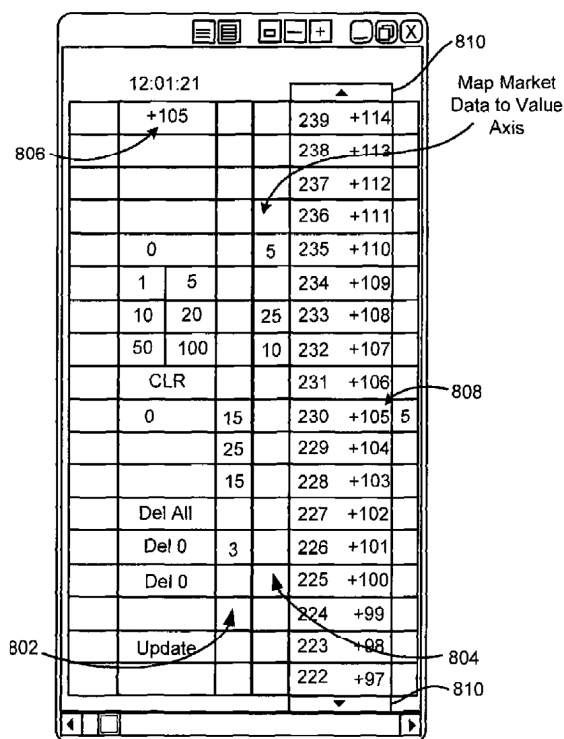 810
12:01:21
Map Market
Data to Value
Axis
+105 239 +114
806 238 +113
237 +112
236 +111
0 5 235 +110
1 5 234 +109
10 20 25 233 +108
50 100 10 232 +107
CLR 231 +106
808
0 15 230 +105 5
25 229 +104
15 228 +103
Del All 227 +102
Del 0 3 226 +101
Del 0 225 +100
224 +99
802 Update 223 +98 804
222 +97
810